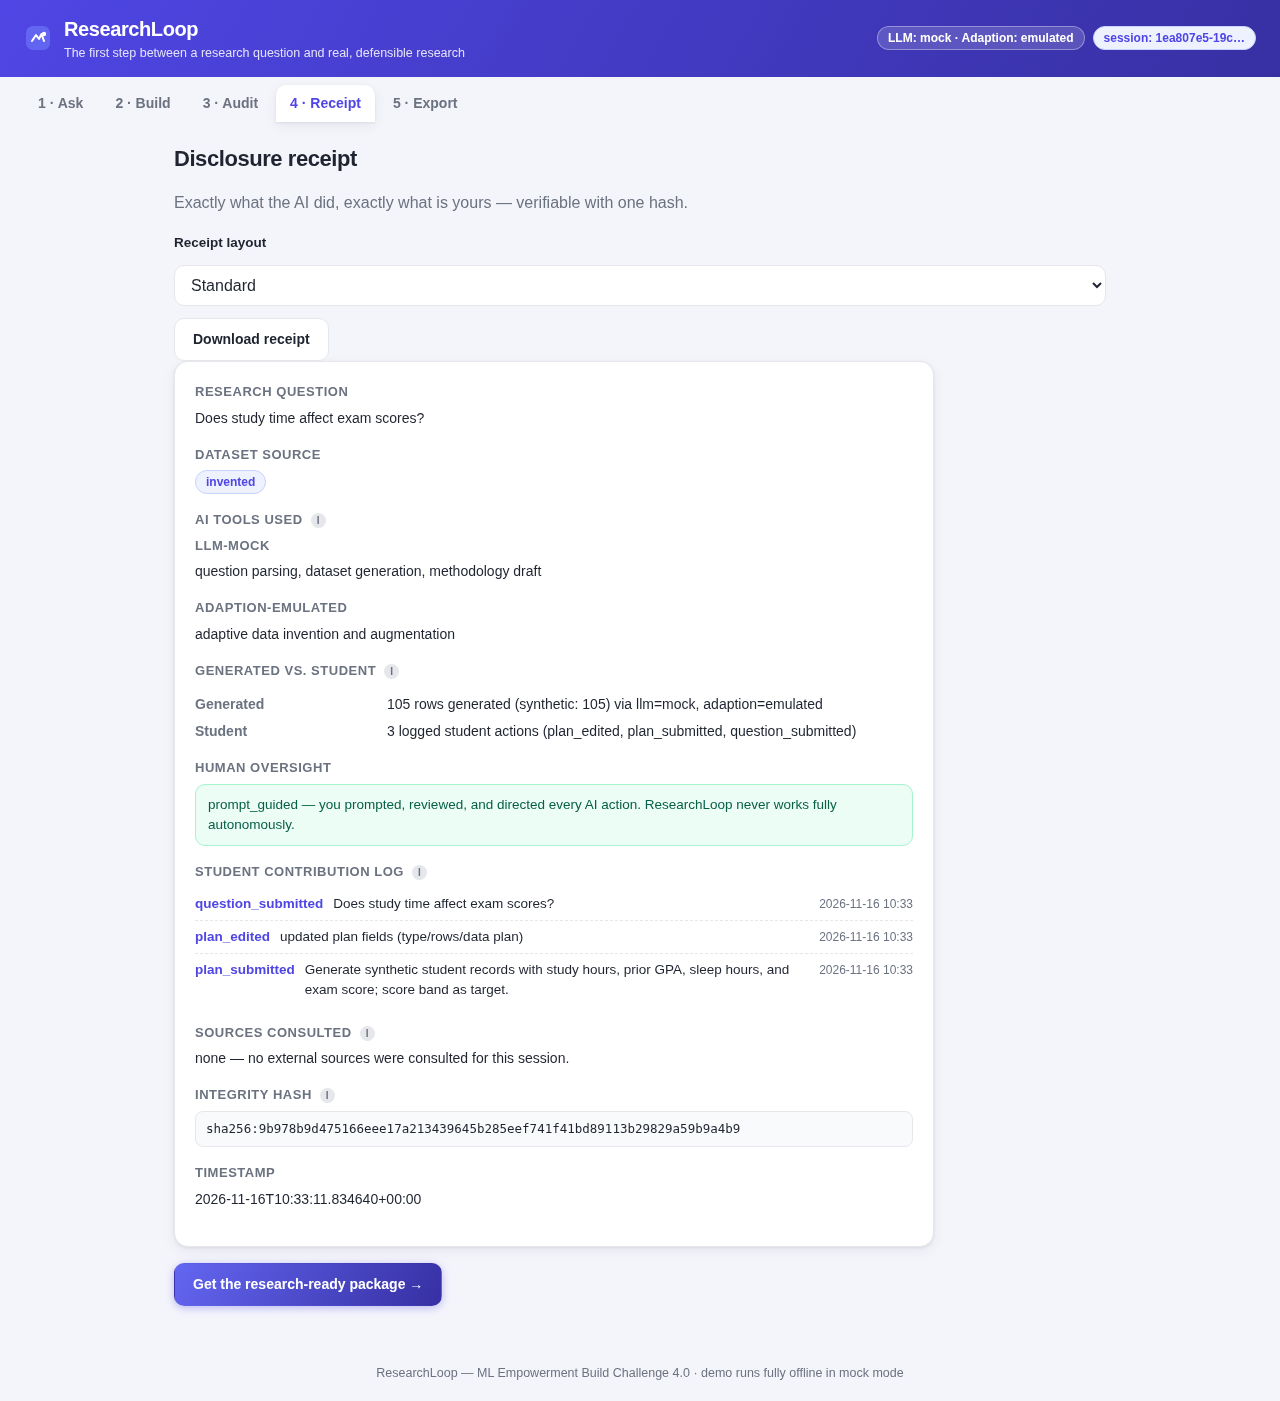 ResearchLoop
The first step between a research question and real, defensible research
LLM: mock · Adaption: emulated
session: 1ea807e5-19c…
1 · Ask
2 · Build
3 · Audit
4 · Receipt
5 · Export
Disclosure receipt
Exactly what the AI did, exactly what is yours — verifiable with one hash.
Receipt layout
Standard
Download receipt
RESEARCH QUESTION
Does study time affect exam scores?
DATASET SOURCE
invented
AI TOOLS USED I
LLM-MOCK
question parsing, dataset generation, methodology draft
ADAPTION-EMULATED
adaptive data invention and augmentation
GENERATED VS. STUDENT I
Generated 105 rows generated (synthetic: 105) via llm=mock, adaption=emulated
Student 3 logged student actions (plan_edited, plan_submitted, question_submitted)
HUMAN OVERSIGHT
prompt_guided — you prompted, reviewed, and directed every AI action. ResearchLoop never works fully
autonomously.
STUDENT CONTRIBUTION LOG I
question_submitted Does study time affect exam scores? 2026-11-16 10:33
plan_edited updated plan fields (type/rows/data plan) 2026-11-16 10:33
plan_submitted Generate synthetic student records with study hours, prior GPA, sleep hours, and 2026-11-16 10:33
exam score; score band as target.
SOURCES CONSULTED I
none — no external sources were consulted for this session.
INTEGRITY HASH I
sha256:9b978b9d475166eee17a213439645b285eef741f41bd89113b29829a59b9a4b9
TIMESTAMP
2026-11-16T10:33:11.834640+00:00
Get the research-ready package →
ResearchLoop — ML Empowerment Build Challenge 4.0 · demo runs fully offline in mock mode